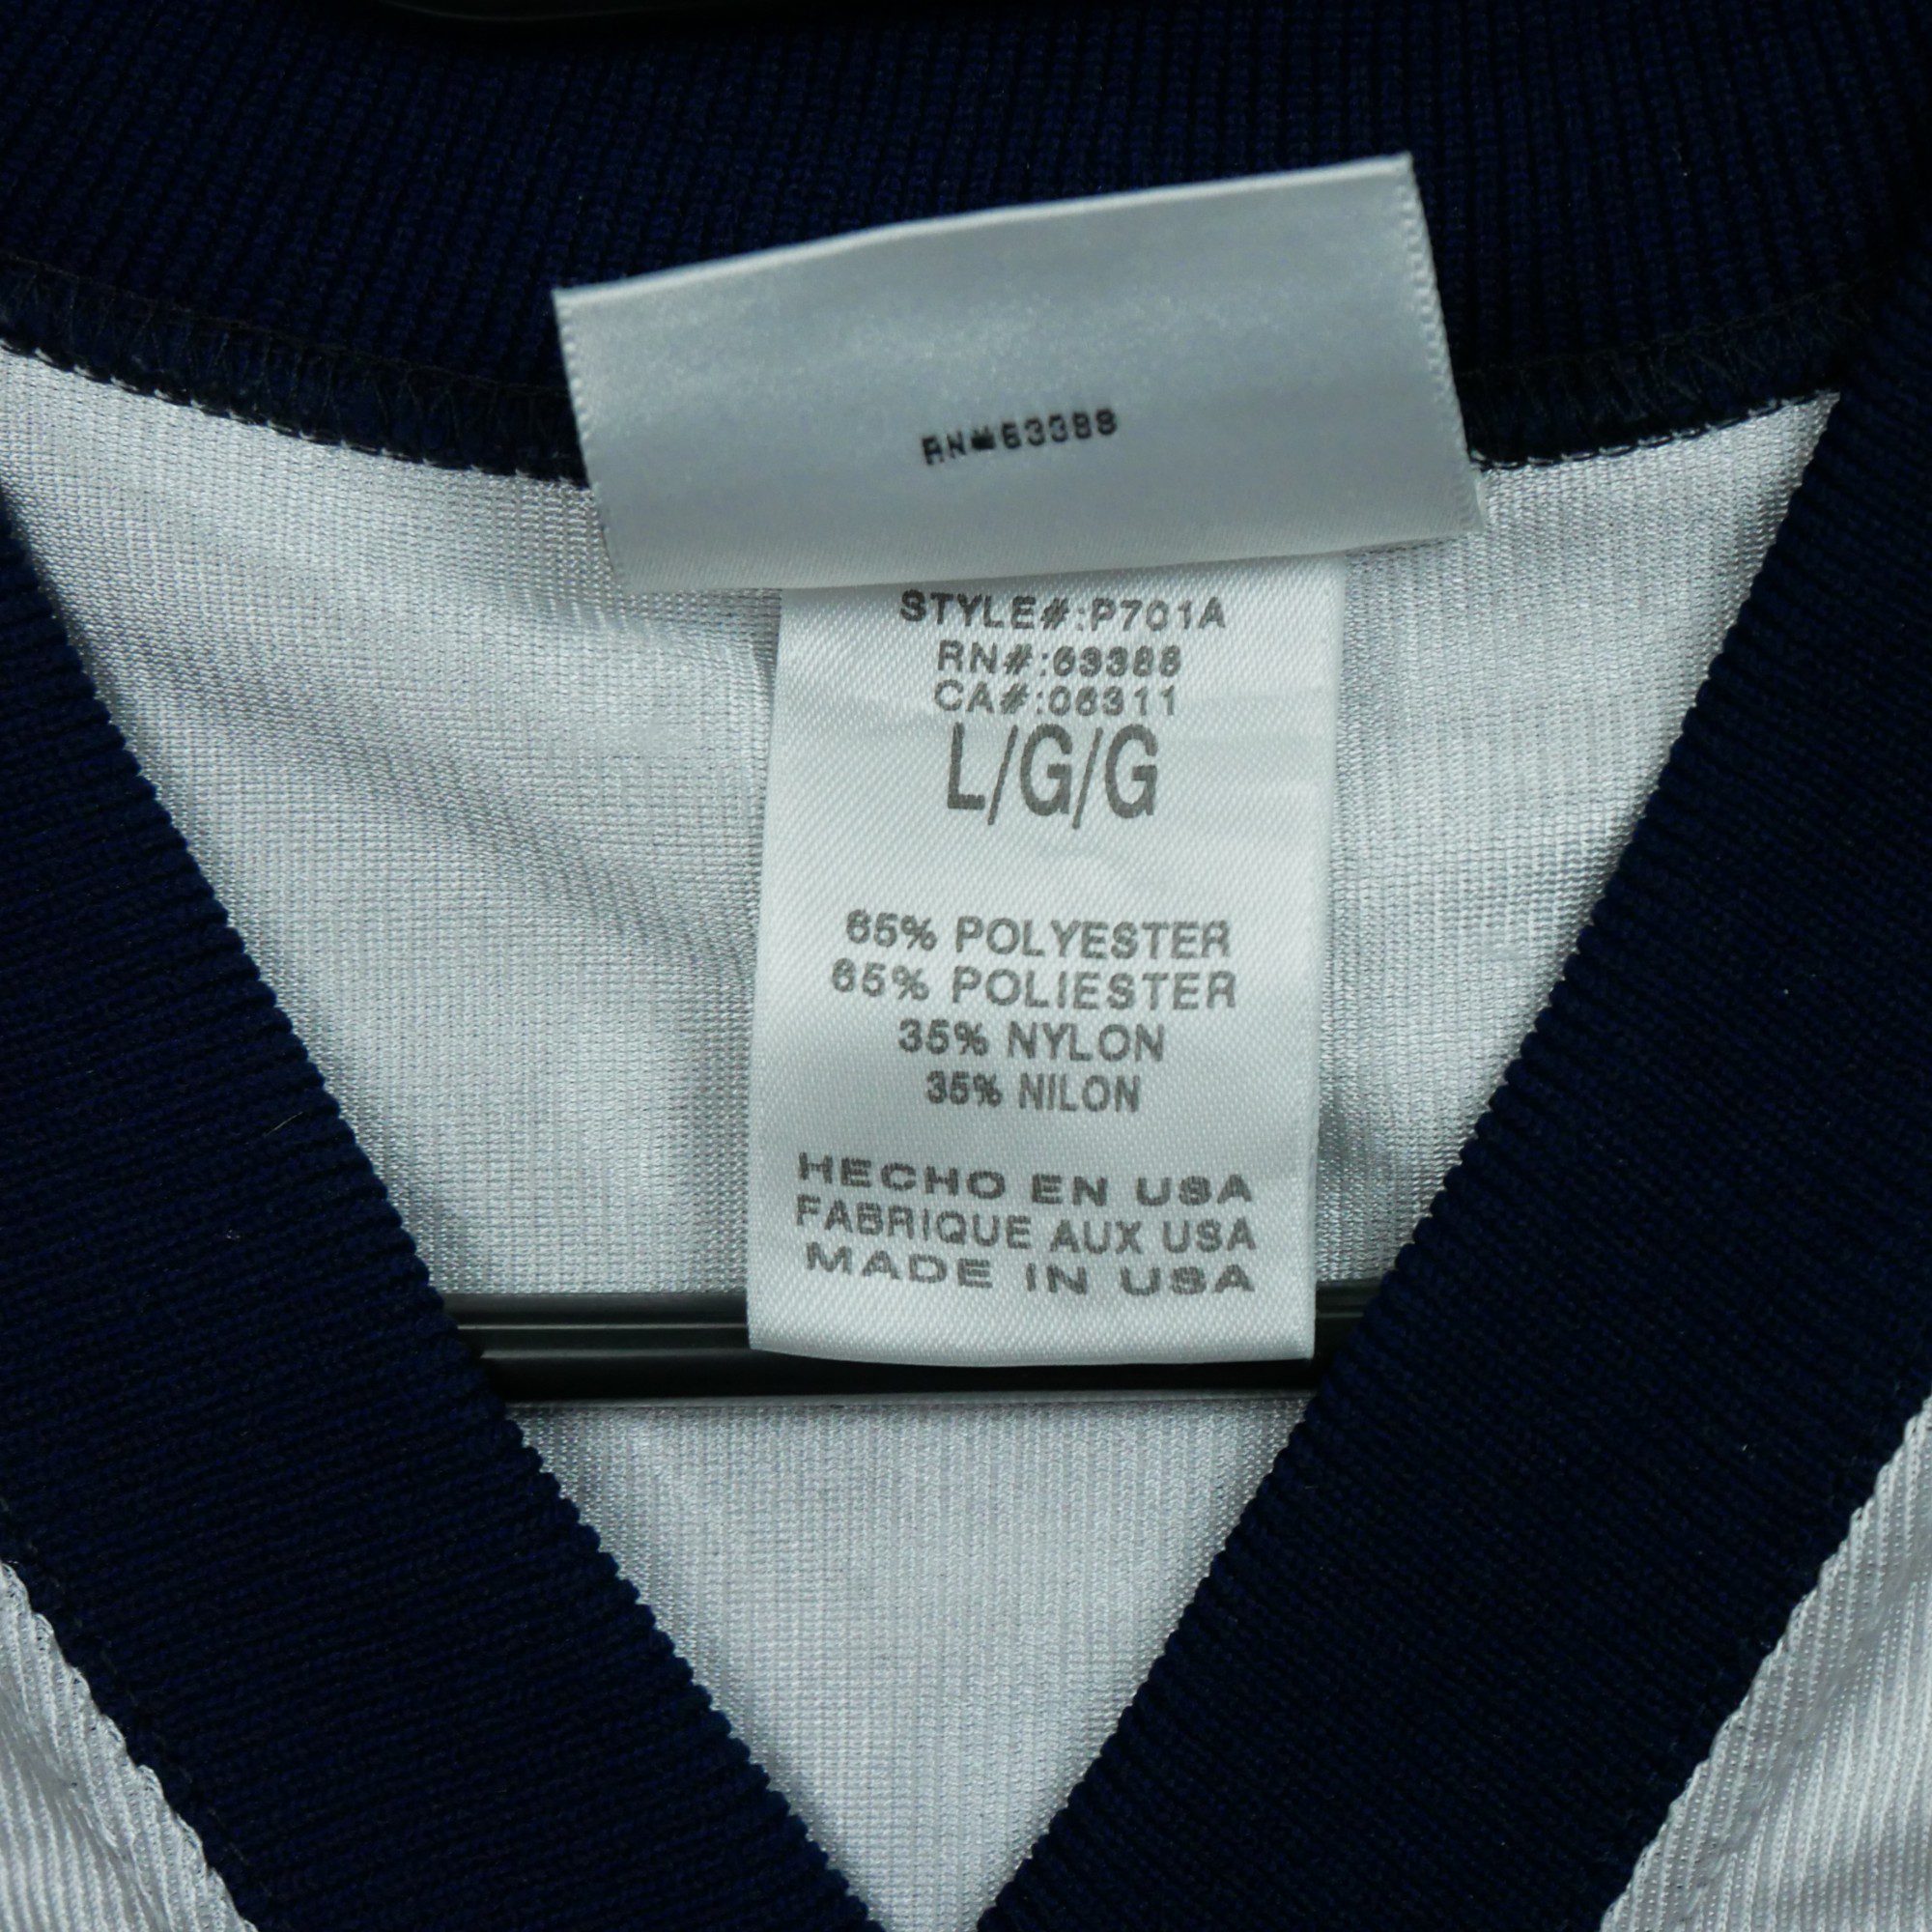 RN#63388
STYLE#:P701A
RN#:63388
CA#:06311
L/G/G
65% POLYESTER
65% POLIESTER
35% NYLON
35% NILON
HECHO EN USA
FABRIQUE AUX USA
MADE IN USA